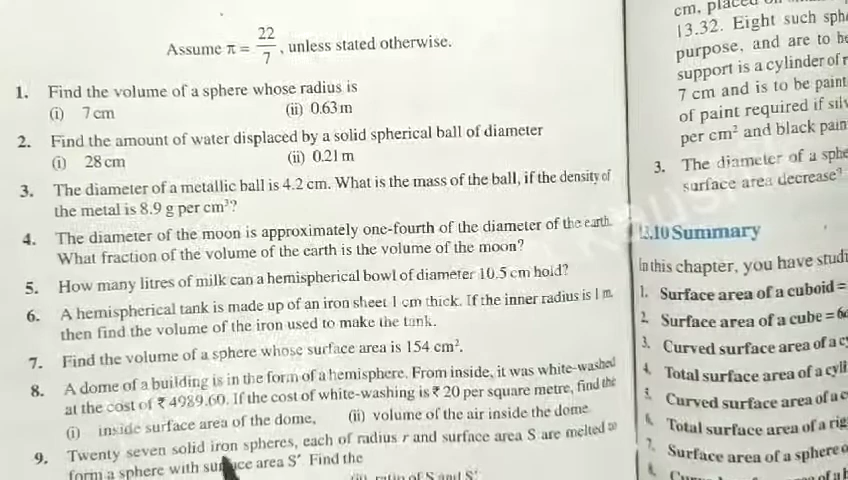 Assume π = 22/7, unless stated otherwise.
1. Find the volume of a sphere whose radius is
(i) 7 cm (ii) 0.63 m
2. Find the amount of water displaced by a solid spherical ball of diameter
(i) 28 cm (ii) 0.21 m
3. The diameter of a metallic ball is 4.2 cm. What is the mass of the ball, if the density of
the metal is 8.9 g per cm³?
4. The diameter of the moon is approximately one-fourth of the diameter of the earth.
What fraction of the volume of the earth is the volume of the moon?
5. How many litres of milk can a hemispherical bowl of diameter 10.5 cm hold?
6. A hemispherical tank is made up of an iron sheet 1 cm thick. If the inner radius is 1 m,
then find the volume of the iron used to make the tank.
7. Find the volume of a sphere whose surface area is 154 cm².
8. A dome of a building is in the form of a hemisphere. From inside, it was white-washed
at the cost of ₹ 4989.60. If the cost of white-washing is ₹ 20 per square metre, find the
(i) inside surface area of the dome, (ii) volume of the air inside the dome.
9. Twenty seven solid iron spheres, each of radius r and surface area S are melted to
form a sphere with surface area S′. Find the
ratio of S and S′.
cm, placed
13.32. Eight such
purpose, and are to
support is a cylinder of
7 cm and is to be
of paint required if
per cm² and black
3. The diameter of a
surface area decrease?
13.10 Summary
In this chapter, you have
1. Surface area of a cuboid =
2. Surface area of a cube =
3. Curved surface area of a
4. Total surface area of a
5. Curved surface area of a
6. Total surface area of a
7. Surface area of a sphere
8.